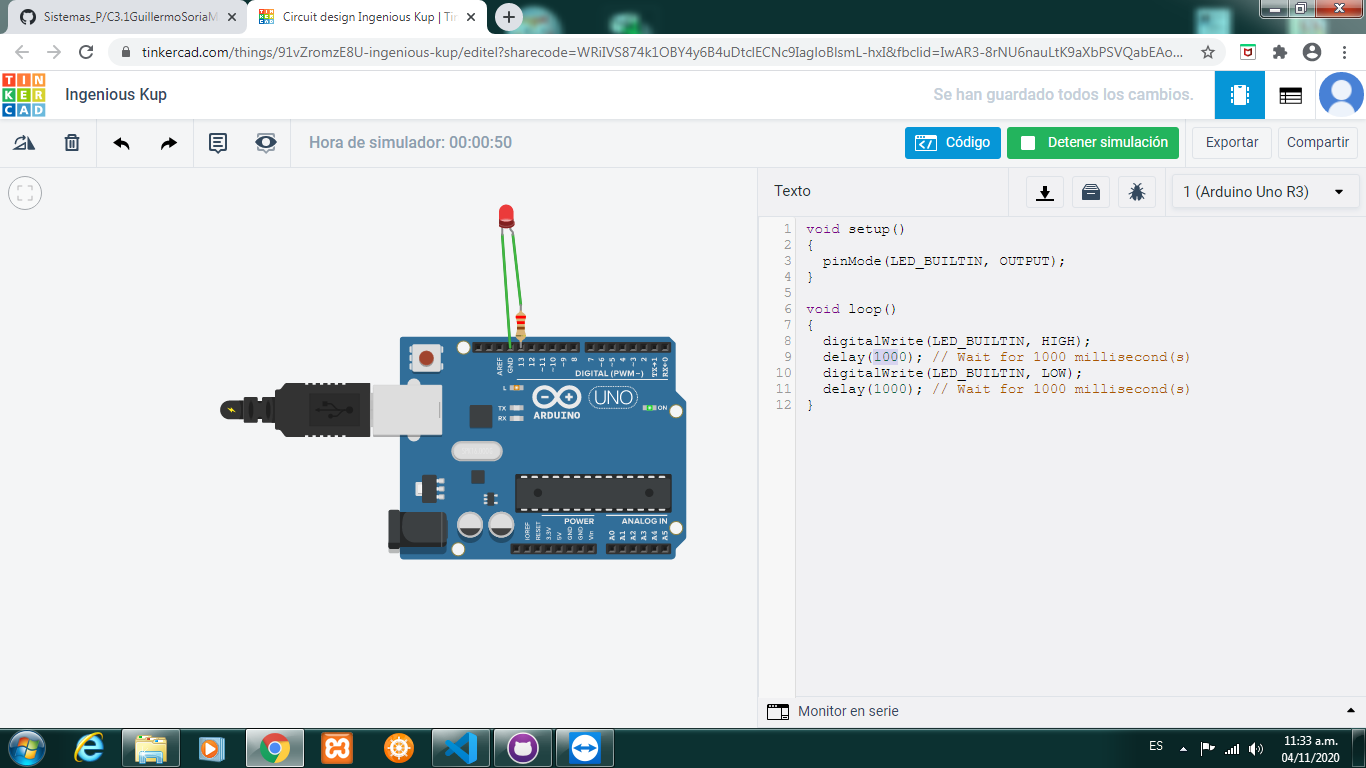 Sistemas_P/C3.1GuillermoSoriaM
Circuit design Ingenious Kup | Tin
tinkercad.com/things/91vZromzE8U-ingenious-kup/editel?sharecode=WRiIVS874k1OBY4y6B4uDtclECNc9IagIoBlsmL-hxI&fbclid=IwAR3-8rNU6nauLtK9aXbPSVQabEAo...
TIN
KER
CAD
Ingenious Kup
Se han guardado todos los cambios.
Hora de simulador: 00:00:50
Código
Detener simulación
Exportar
Compartir
Texto
1 (Arduino Uno R3)
1 void setup()
2 {
3 pinMode(LED_BUILTIN, OUTPUT);
4 }
5
6 void loop()
7 {
8 digitalWrite(LED_BUILTIN, HIGH);
9 delay(1000); // Wait for 1000 millisecond(s)
10 digitalWrite(LED_BUILTIN, LOW);
11 delay(1000); // Wait for 1000 millisecond(s)
12 }
AREF
GND
13
12
~11
~10
~9
8
7
~6
~5
4
~3
2
TX→1
RX←0
DIGITAL (PWM~)
L
TX
RX
ARDUINO
UNO
ON
POWER
ANALOG IN
IOREF
RESET
3.3V
5V
GND
GND
Vin
A0
A1
A2
A3
A4
A5
Monitor en serie
ES
11:33 a.m.
04/11/2020